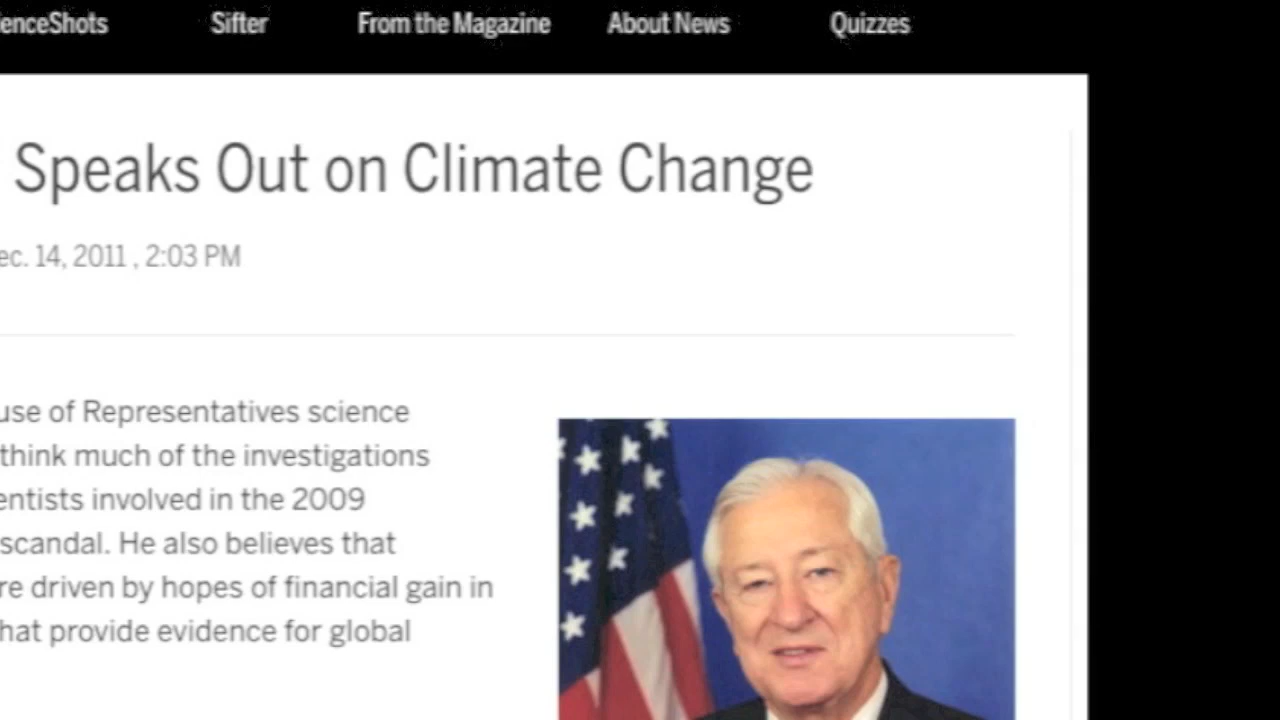 enceShots Sifter From the Magazine About News Quizzes
Speaks Out on Climate Change
ec. 14, 2011 , 2:03 PM
use of Representatives science
think much of the investigations
entists involved in the 2009
scandal. He also believes that
re driven by hopes of financial gain in
hat provide evidence for global